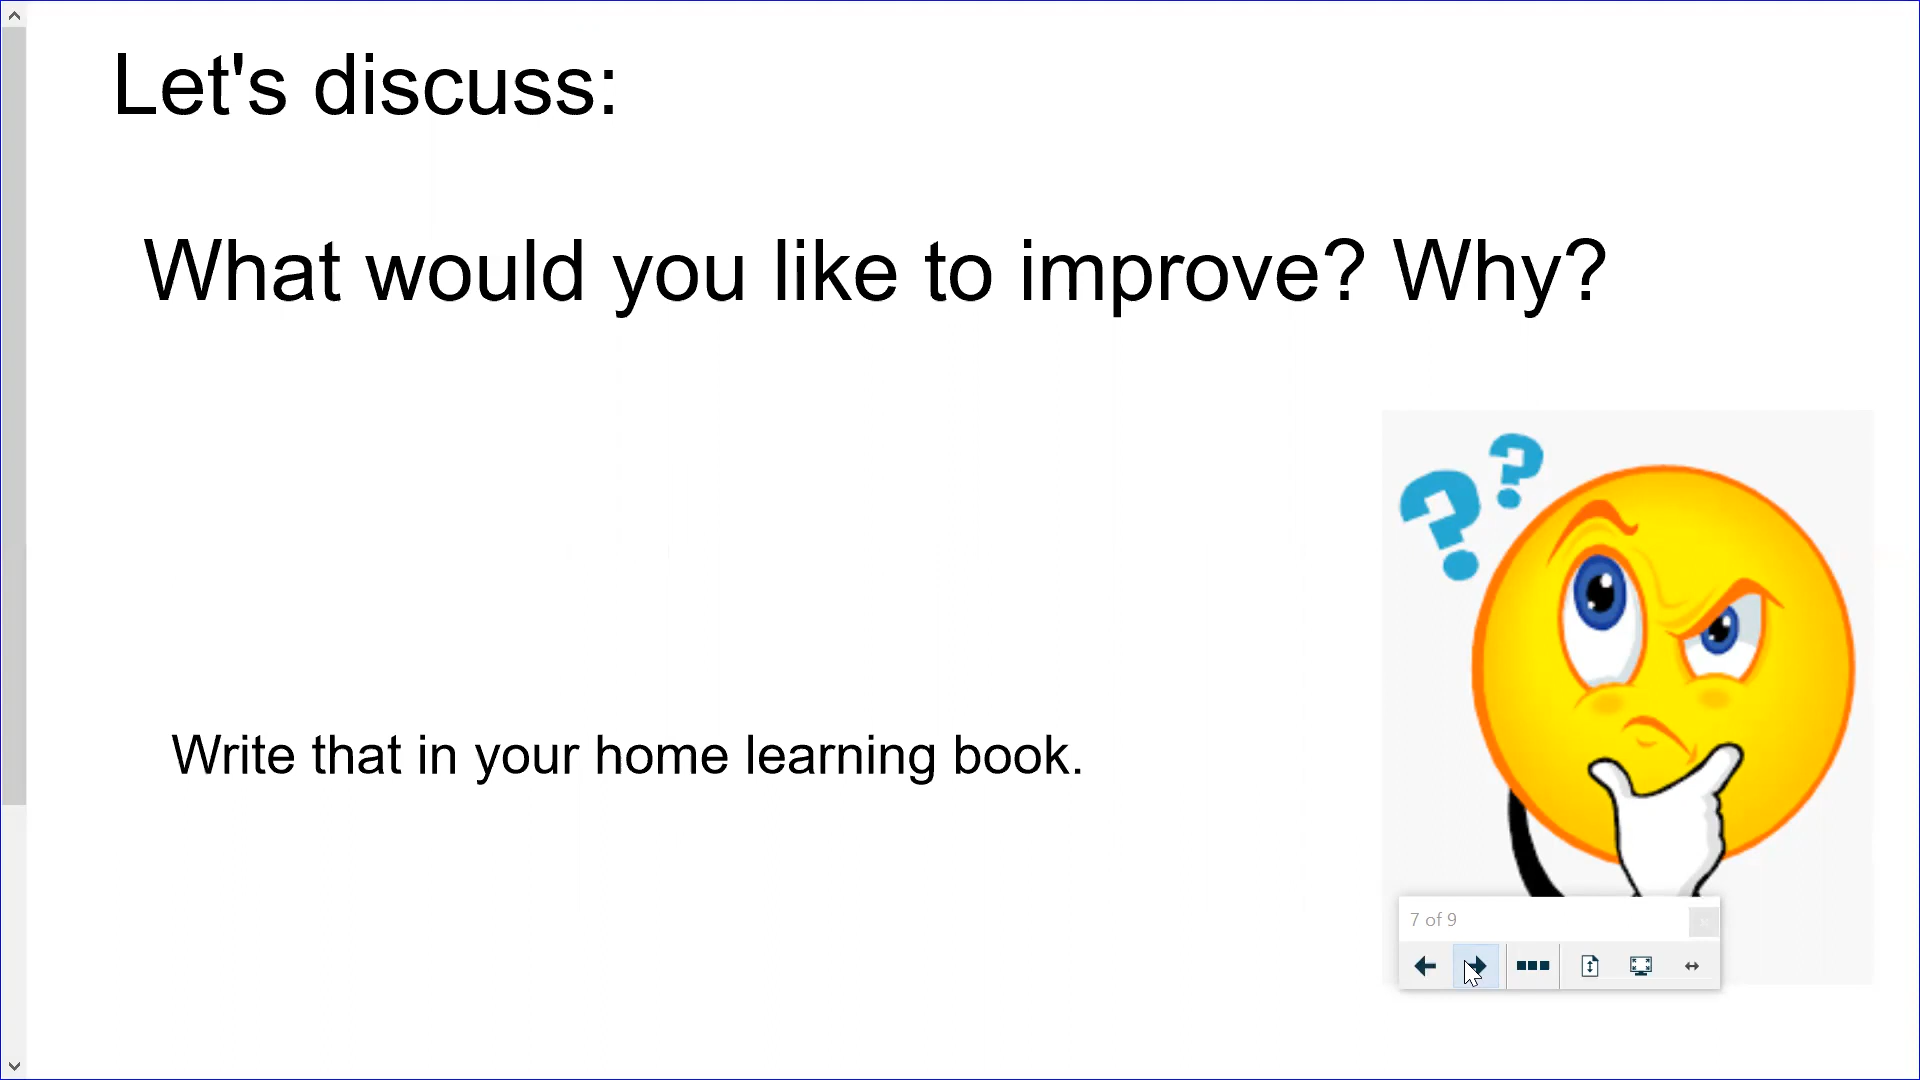 Let's discuss:
What would you like to improve? Why?
? ?
Write that in your home learning book.
7 of 9